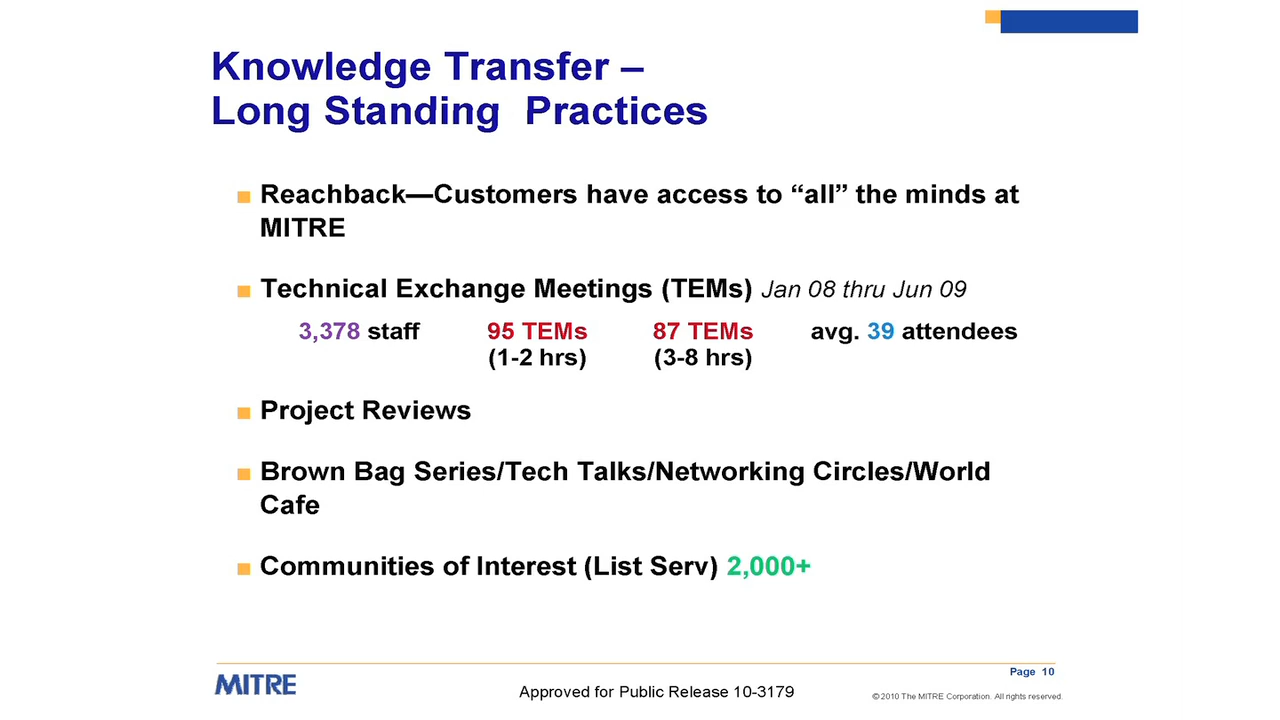 Knowledge Transfer –
Long Standing Practices
Reachback—Customers have access to “all” the minds at
MITRE
Technical Exchange Meetings (TEMs) Jan 08 thru Jun 09
3,378 staff 95 TEMs 87 TEMs avg. 39 attendees
(1-2 hrs) (3-8 hrs)
Project Reviews
Brown Bag Series/Tech Talks/Networking Circles/World
Cafe
Communities of Interest (List Serv) 2,000+
Page 10
MITRE
Approved for Public Release 10-3179
© 2010 The MITRE Corporation. All rights reserved.